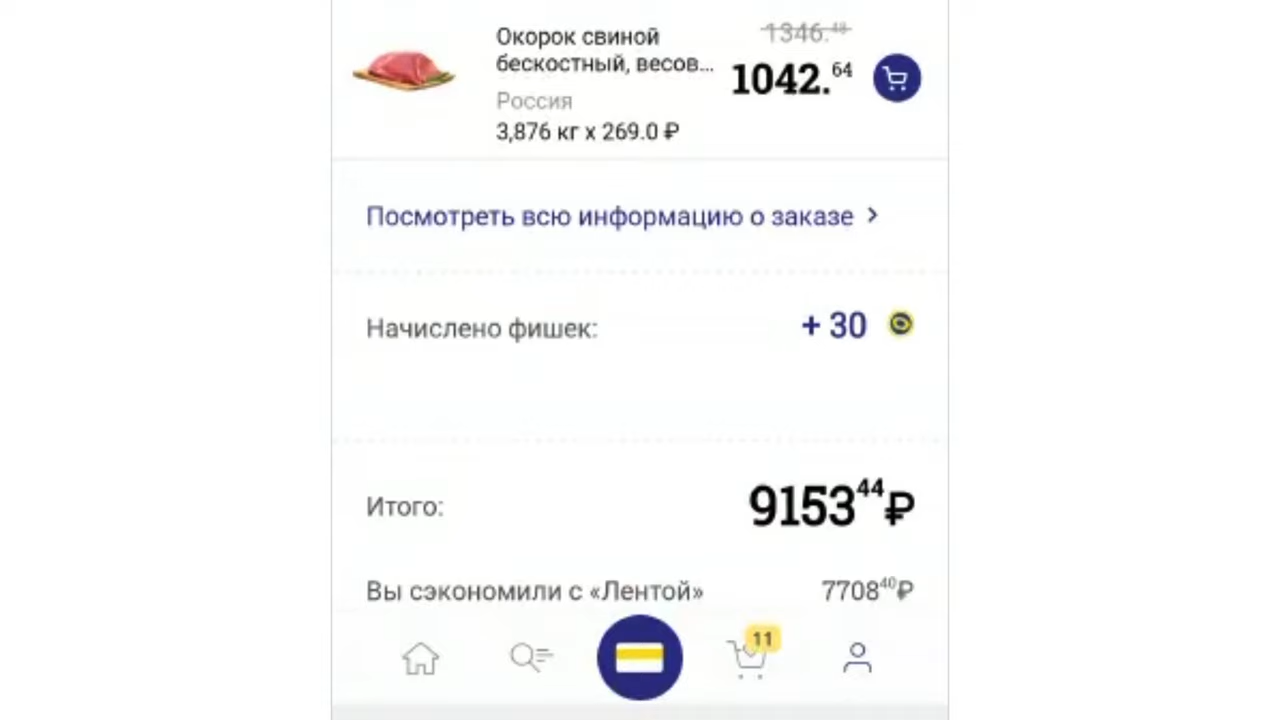 Окорок свиной
бескостный, весов...
Россия
3,876 кг x 269.0 ₽
1346.48
1042.64
Посмотреть всю информацию о заказе >
Начислено фишек:
+ 30
Итого:
9153 44 ₽
Вы сэкономили с «Лентой»
7708 40 ₽
11